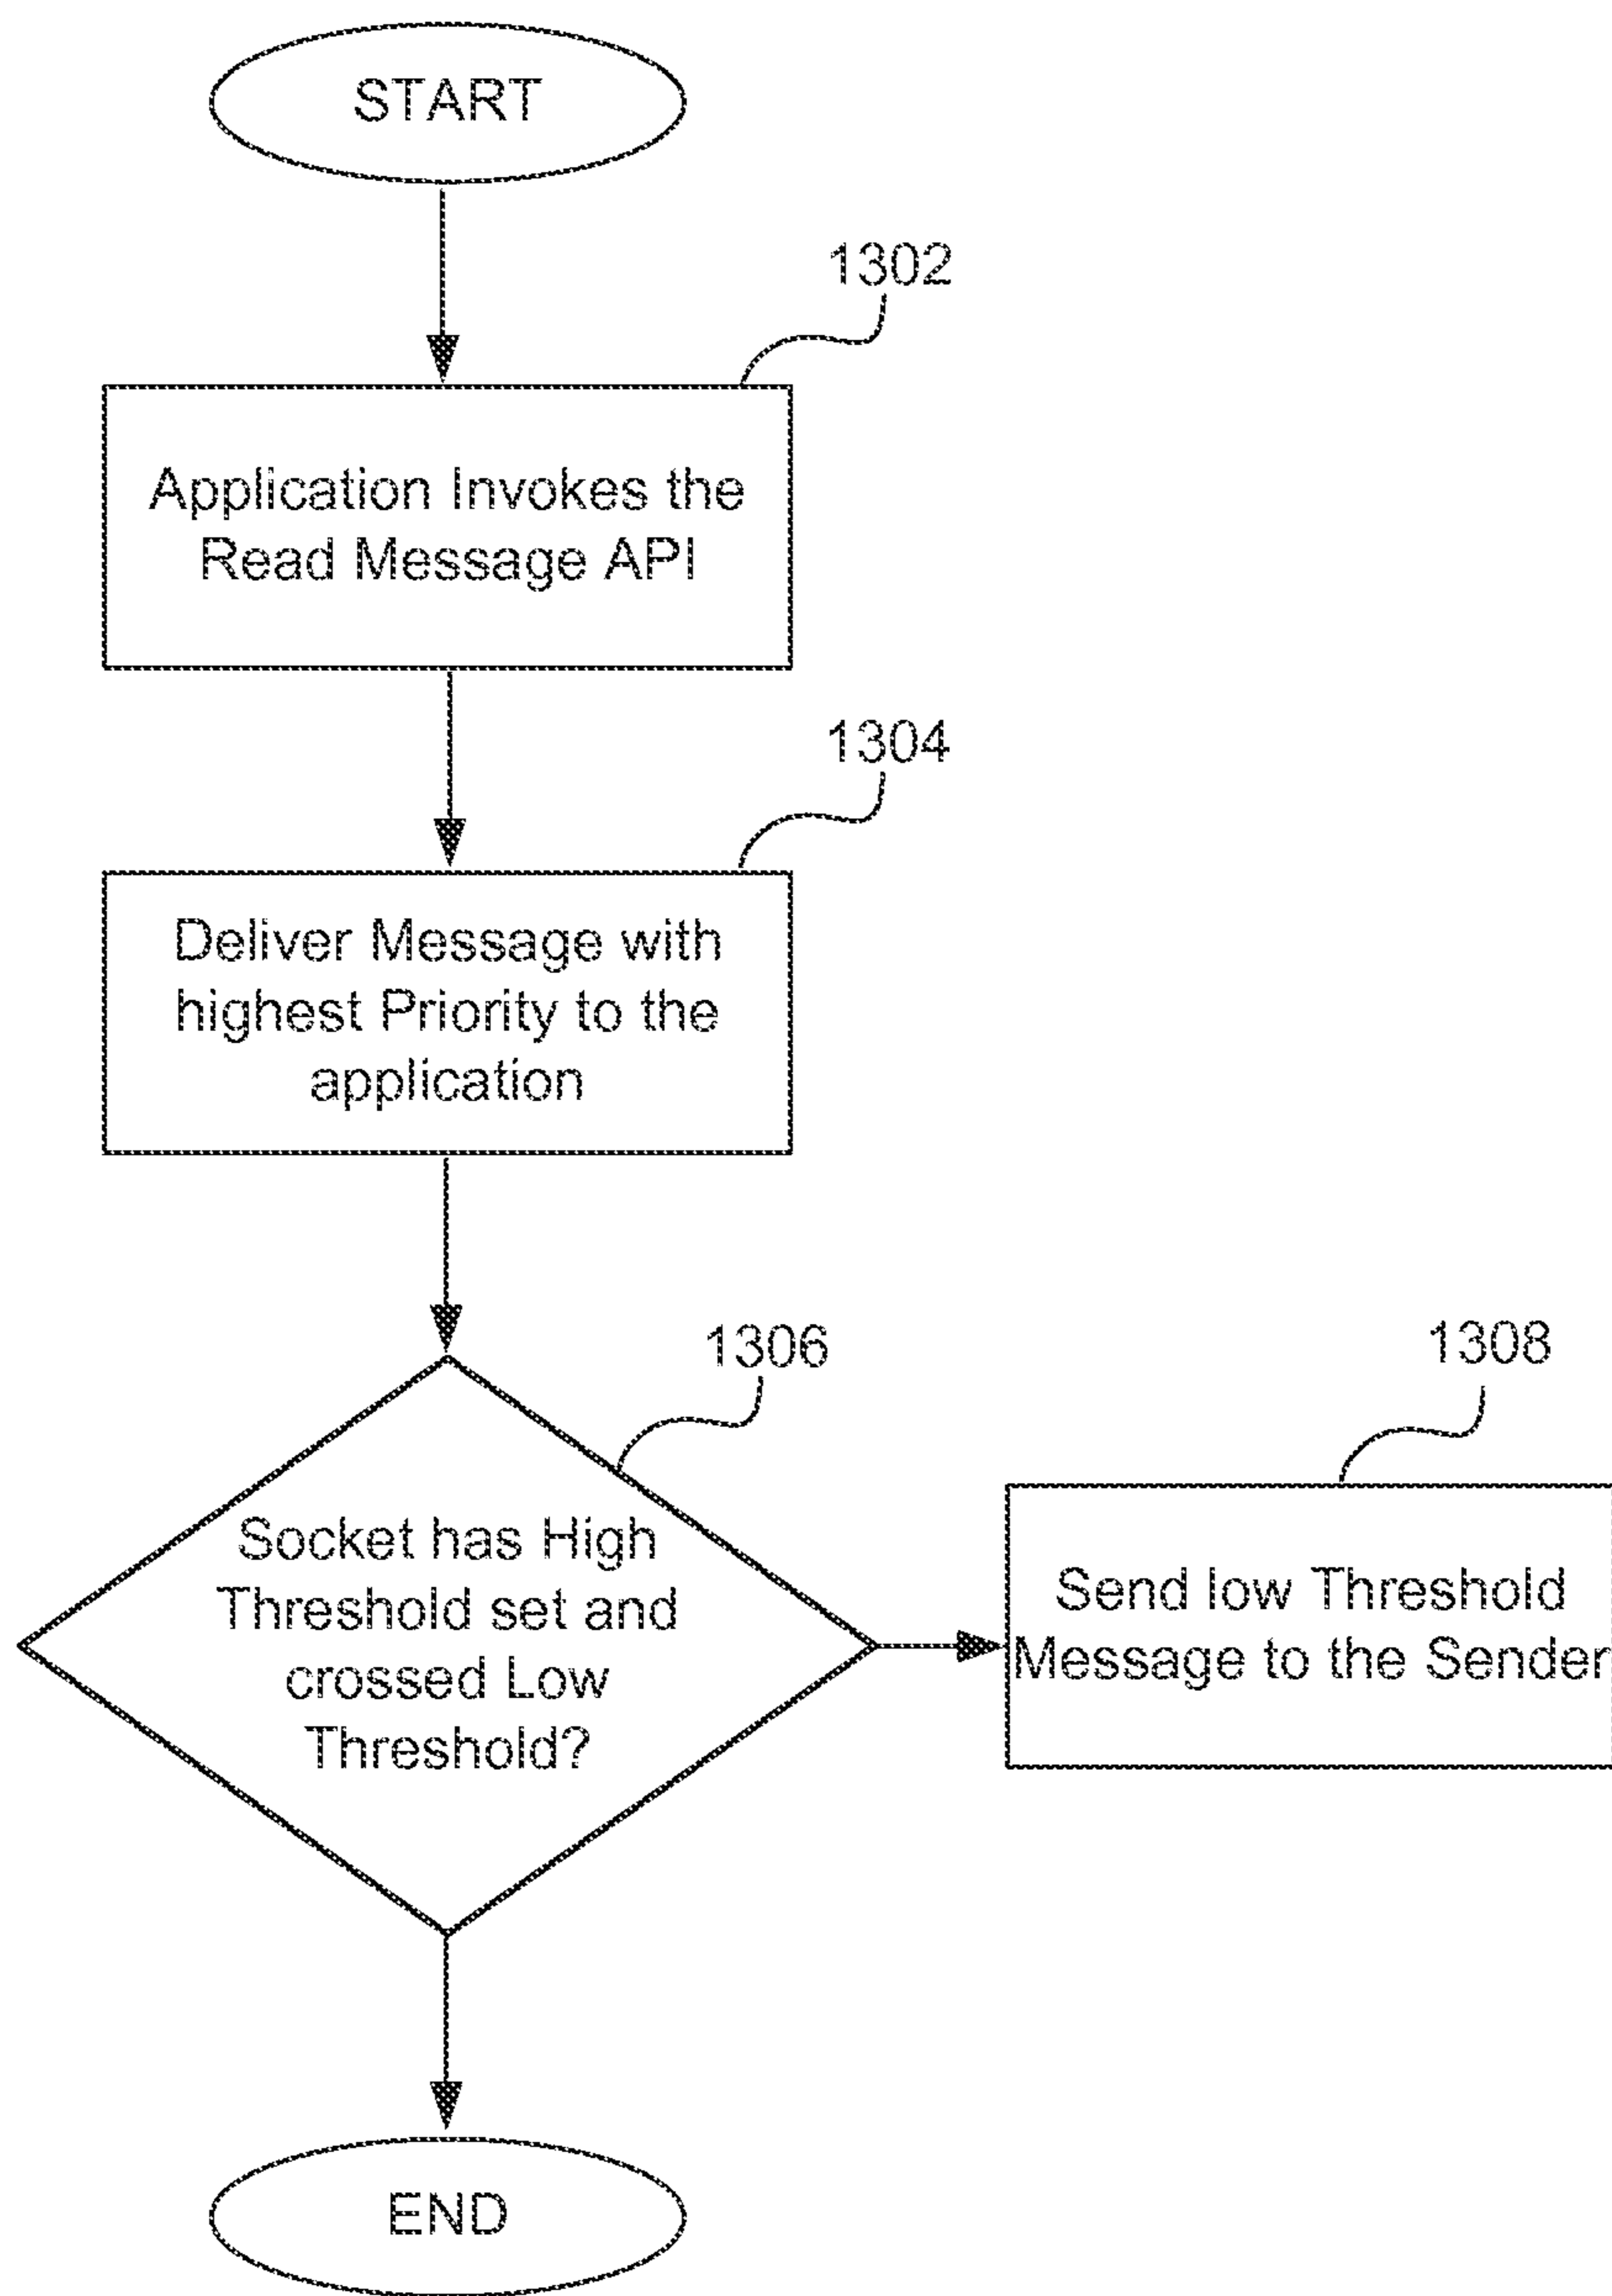 START
1302
Application Invokes the
Read Message API
1304
Deliver Message with
highest Priority to the
application
1306
Socket has High
Threshold set and
crossed Low
Threshold?
1308
Send low Threshold
Message to the Sender
END